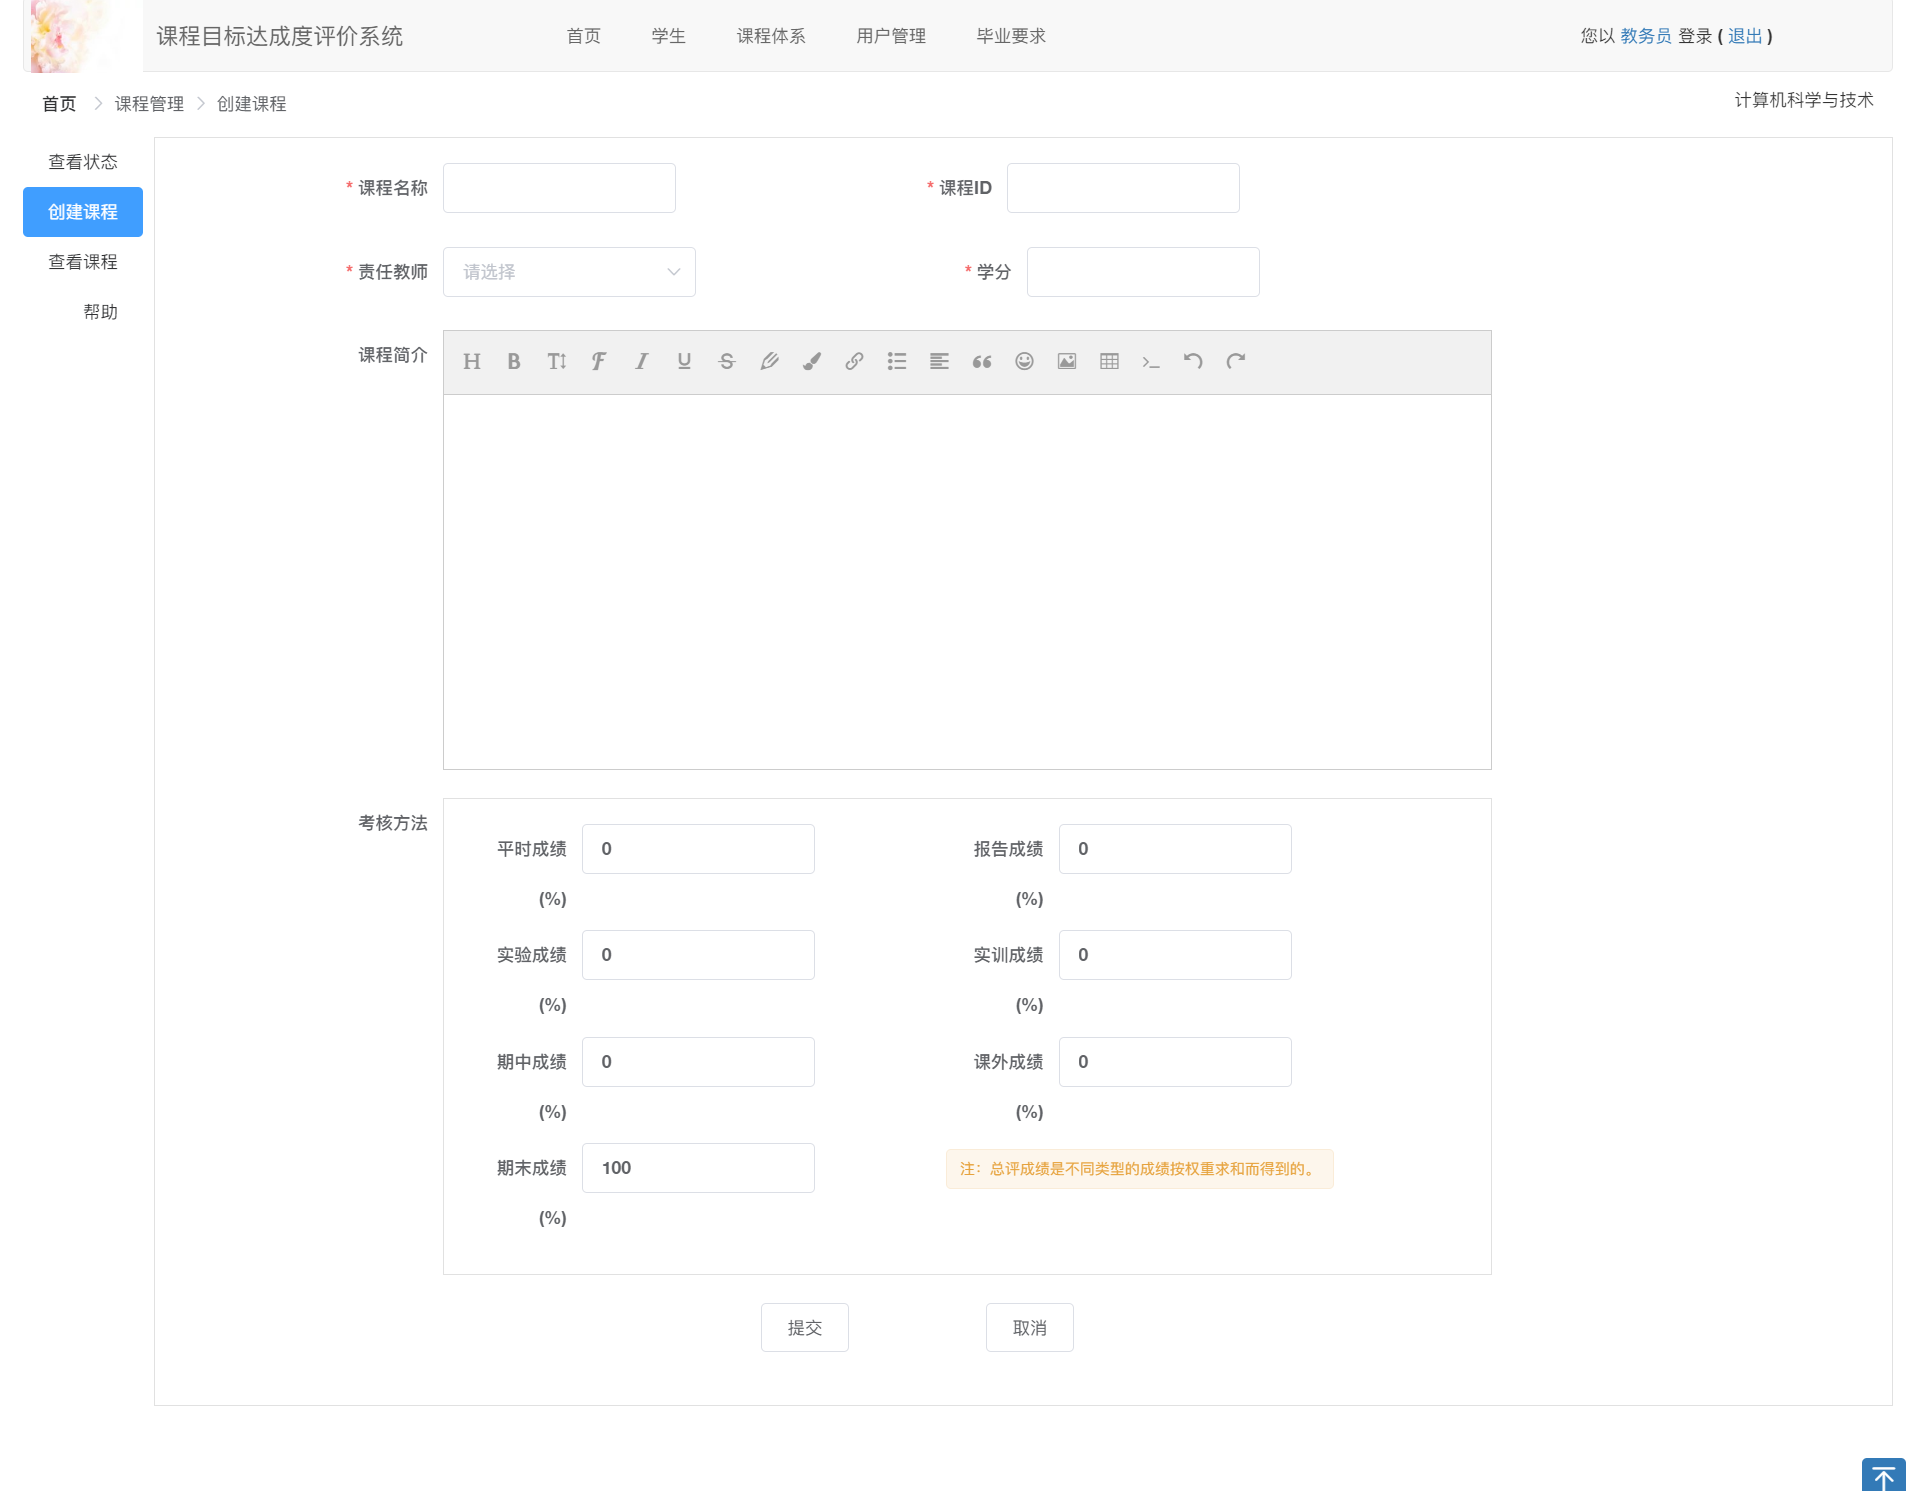 课程目标达成度评价系统 首页 学生 课程体系 用户管理 毕业要求 您以 教务员 登录 ( 退出 )
首页 课程管理 创建课程 计算机科学与技术
查看状态
创建课程
查看课程
帮助
* 课程名称 * 课程ID
* 责任教师 请选择 * 学分
课程简介
考核方法
平时成绩 (%) 0 报告成绩 (%) 0
实验成绩 (%) 0 实训成绩 (%) 0
期中成绩 (%) 0 课外成绩 (%) 0
期末成绩 (%) 100 注：总评成绩是不同类型的成绩按权重求和而得到的。
提交 取消